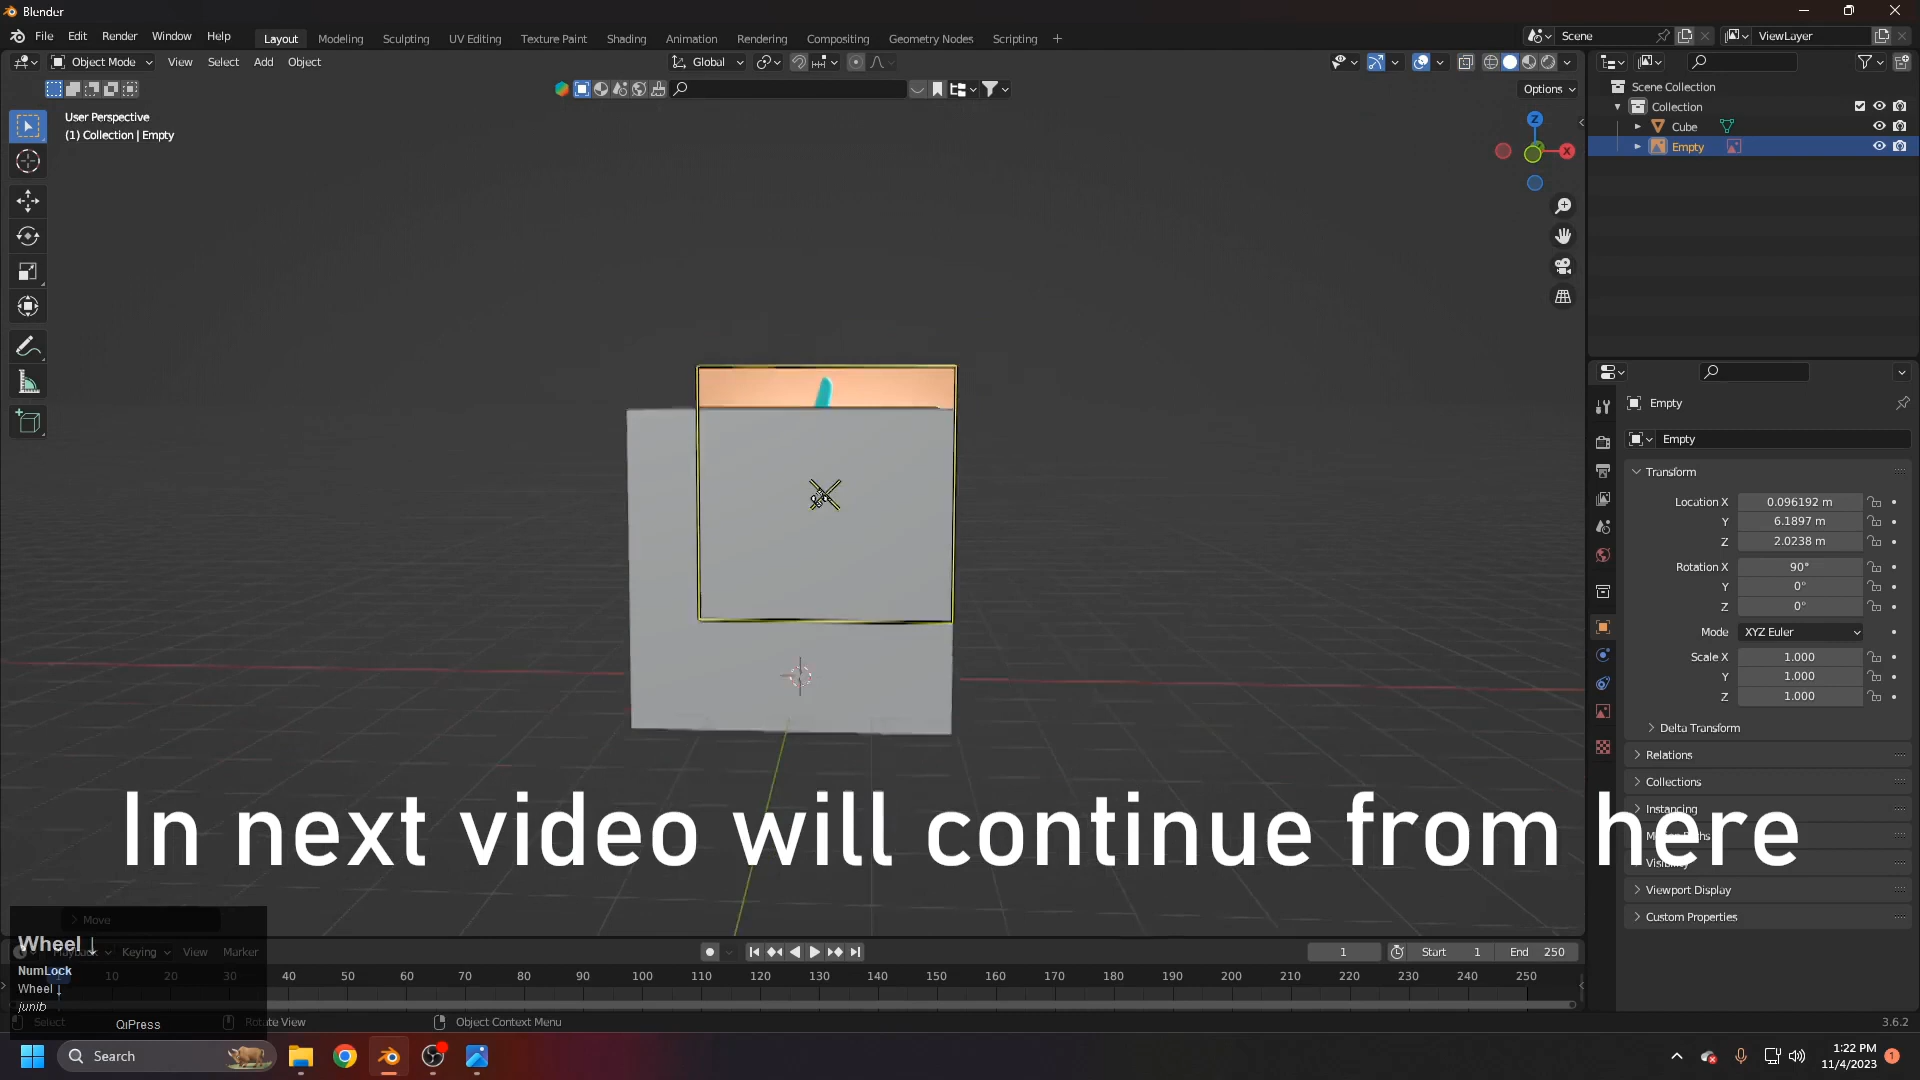 Blender
File Edit Render Window Help
Layout Modeling Sculpting UV Editing Texture Paint Shading Animation Rendering Compositing Geometry Nodes Scripting +
Scene
ViewLayer
Object Mode View Select Add Object
Global
Options
User Perspective
(1) Collection | Empty
Z
X
Scene Collection
Collection
Cube
Empty
Empty
Empty
Transform
Location X 0.096192 m
Y 6.1897 m
Z 2.0238 m
Rotation X 90°
Y 0°
Z 0°
Mode XYZ Euler
Scale X 1.000
Y 1.000
Z 1.000
Delta Transform
Relations
Collections
Instancing
Viewport Display
Custom Properties
In next video will continue from here
Move
Playback Keying View Marker
1 Start 1 End 250
10 20 30 40 50 60 70 80 90 100 110 120 130 140 150 160 170 180 190 200 210 220 230 240 250
Wheel ↓
NumLock
Wheel ↓
junib
QiPress
Select Rotate View Object Context Menu
3.6.2
Search
1:22 PM
11/4/2023
1